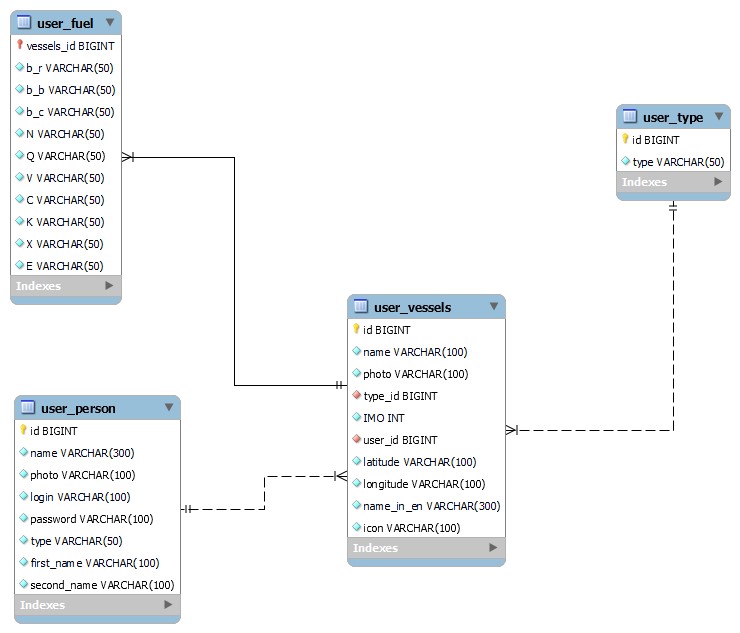 user_fuel
vessels_id BIGINT
b_r VARCHAR(50)
b_b VARCHAR(50)
b_c VARCHAR(50)
N VARCHAR(50)
Q VARCHAR(50)
V VARCHAR(50)
C VARCHAR(50)
K VARCHAR(50)
X VARCHAR(50)
E VARCHAR(50)
Indexes
user_type
id BIGINT
type VARCHAR(50)
Indexes
user_vessels
id BIGINT
name VARCHAR(100)
photo VARCHAR(100)
type_id BIGINT
IMO INT
user_id BIGINT
latitude VARCHAR(100)
longitude VARCHAR(100)
name_in_en VARCHAR(300)
icon VARCHAR(100)
Indexes
user_person
id BIGINT
name VARCHAR(300)
photo VARCHAR(100)
login VARCHAR(100)
password VARCHAR(100)
type VARCHAR(50)
first_name VARCHAR(100)
second_name VARCHAR(100)
Indexes